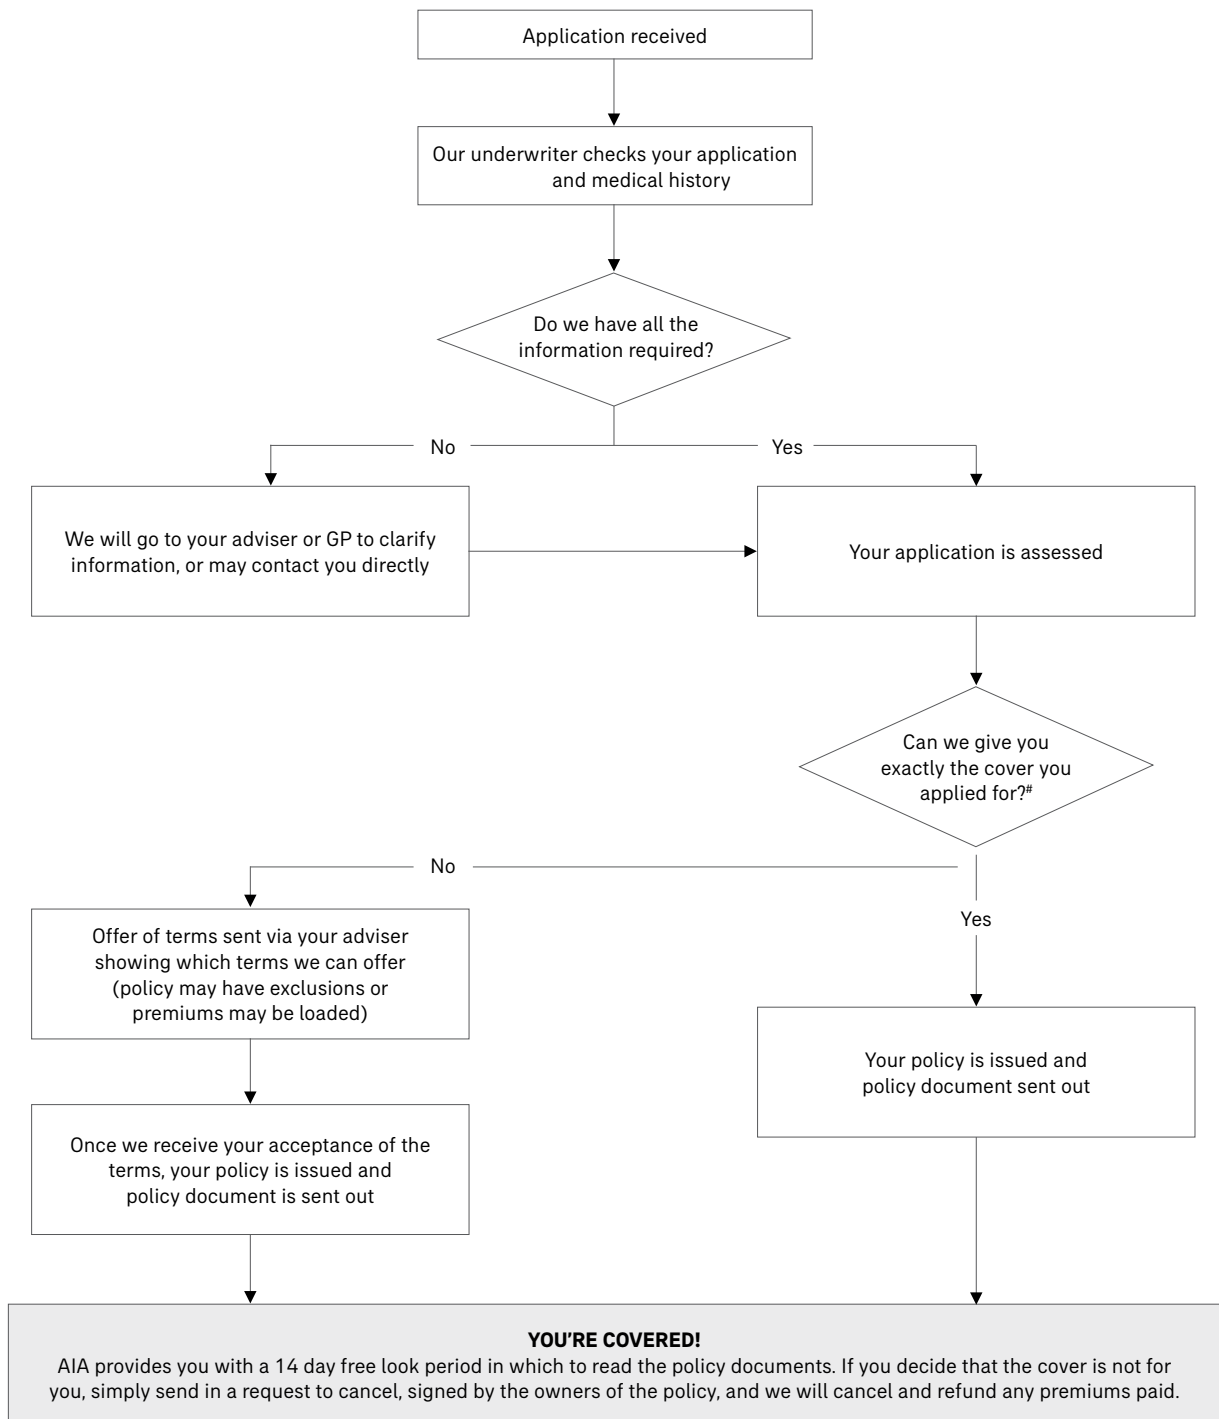 Application received
Our underwriter checks your application
and medical history
Do we have all the
information required?
No
Yes
We will go to your adviser or GP to clarify
information, or may contact you directly
Your application is assessed
Can we give you
exactly the cover you
applied for?#
No
Yes
Offer of terms sent via your adviser
showing which terms we can offer
(policy may have exclusions or
premiums may be loaded)
Your policy is issued and
policy document sent out
Once we receive your acceptance of the
terms, your policy is issued and
policy document is sent out
YOU'RE COVERED!
AIA provides you with a 14 day free look period in which to read the policy documents. If you decide that the cover is not for
you, simply send in a request to cancel, signed by the owners of the policy, and we will cancel and refund any premiums paid.